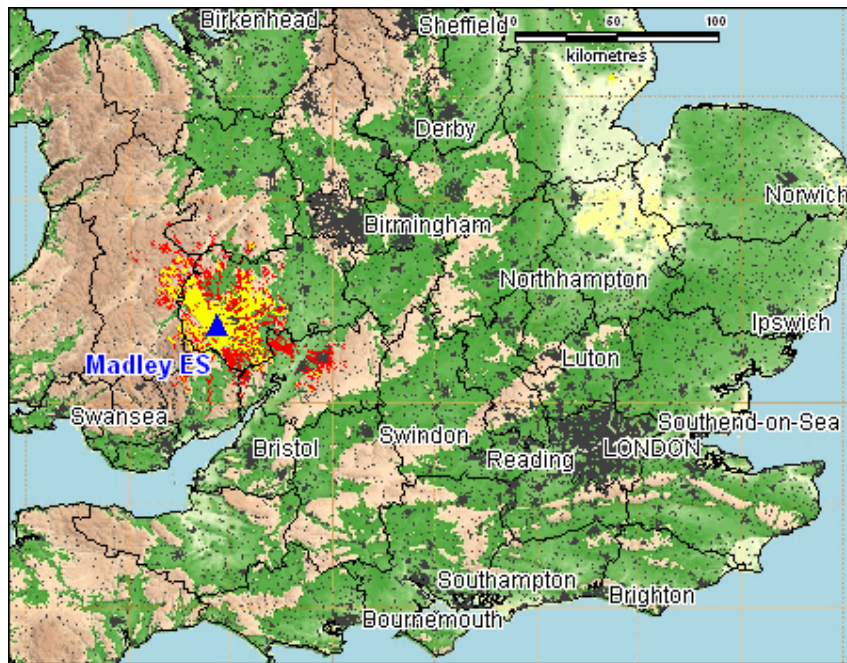 Birkenhead
Sheffield
0 50. 100
kilometres
Derby
Norwich
Birmingham
Northhampton
Ipswich
Madley ES
Luton
Swansea
Southend-on-Sea
Bristol
Swindon
Reading
LONDON
Southampton
Brighton
Bournemouth